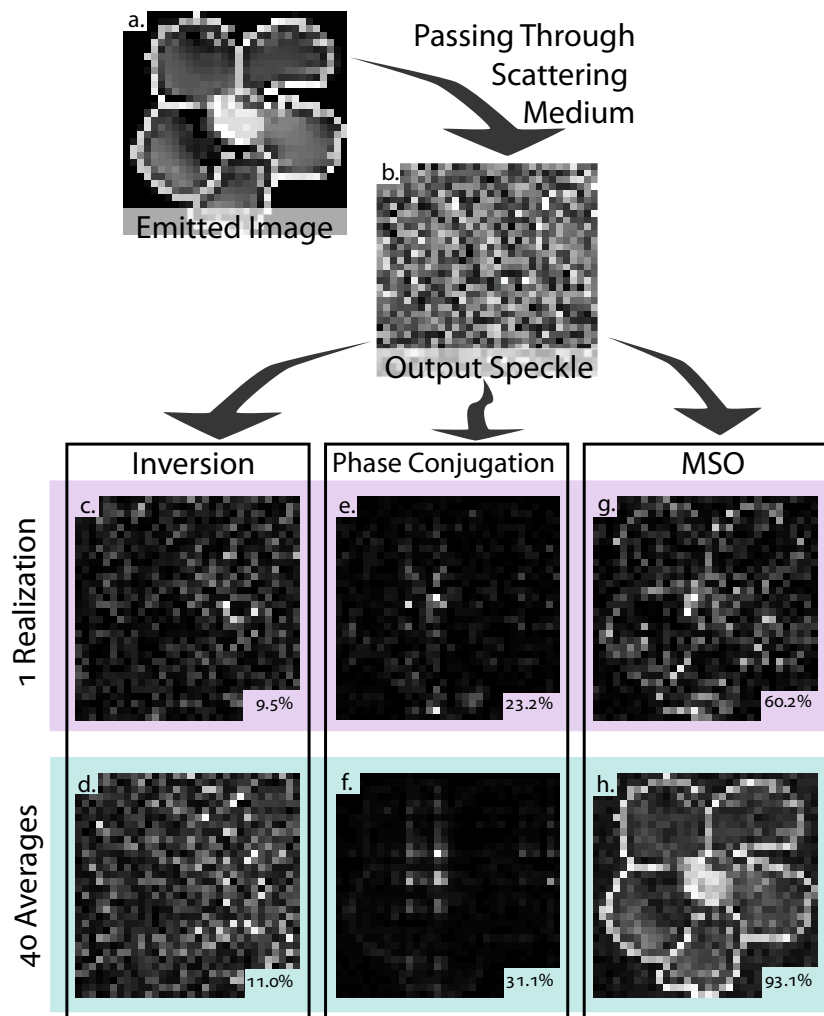 a.
Passing Through
Scattering
Medium
Emitted Image
b.
Output Speckle
Inversion
Phase Conjugation
MSO
1 Realization
c.
9.5%
e.
23.2%
g.
60.2%
40 Averages
d.
11.0%
f.
31.1%
h.
93.1%